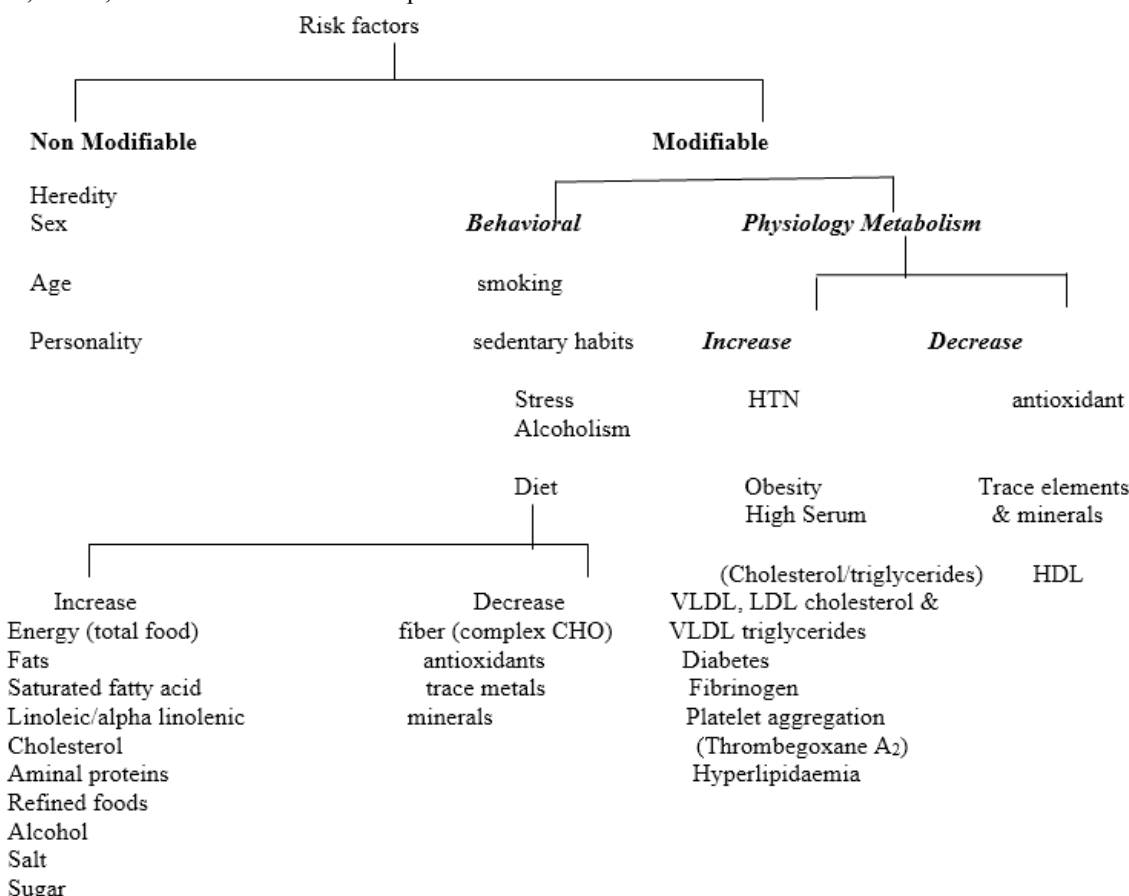 Risk factors
Non Modifiable Modifiable
Heredity
Sex Behavioral Physiology Metabolism
Age smoking
Personality sedentary habits Increase Decrease
Stress HTN antioxidant
Alcoholism
Diet Obesity Trace elements
High Serum & minerals
(Cholesterol/triglycerides) HDL
Increase Decrease VLDL, LDL cholesterol &
Energy (total food) fiber (complex CHO) VLDL triglycerides
Fats antioxidants Diabetes
Saturated fatty acid trace metals Fibrinogen
Linoleic/alpha linolenic minerals Platelet aggregation
Cholesterol (Thrombegoxane A2)
Aminal proteins Hyperlipidaemia
Refined foods
Alcohol
Salt
Sugar